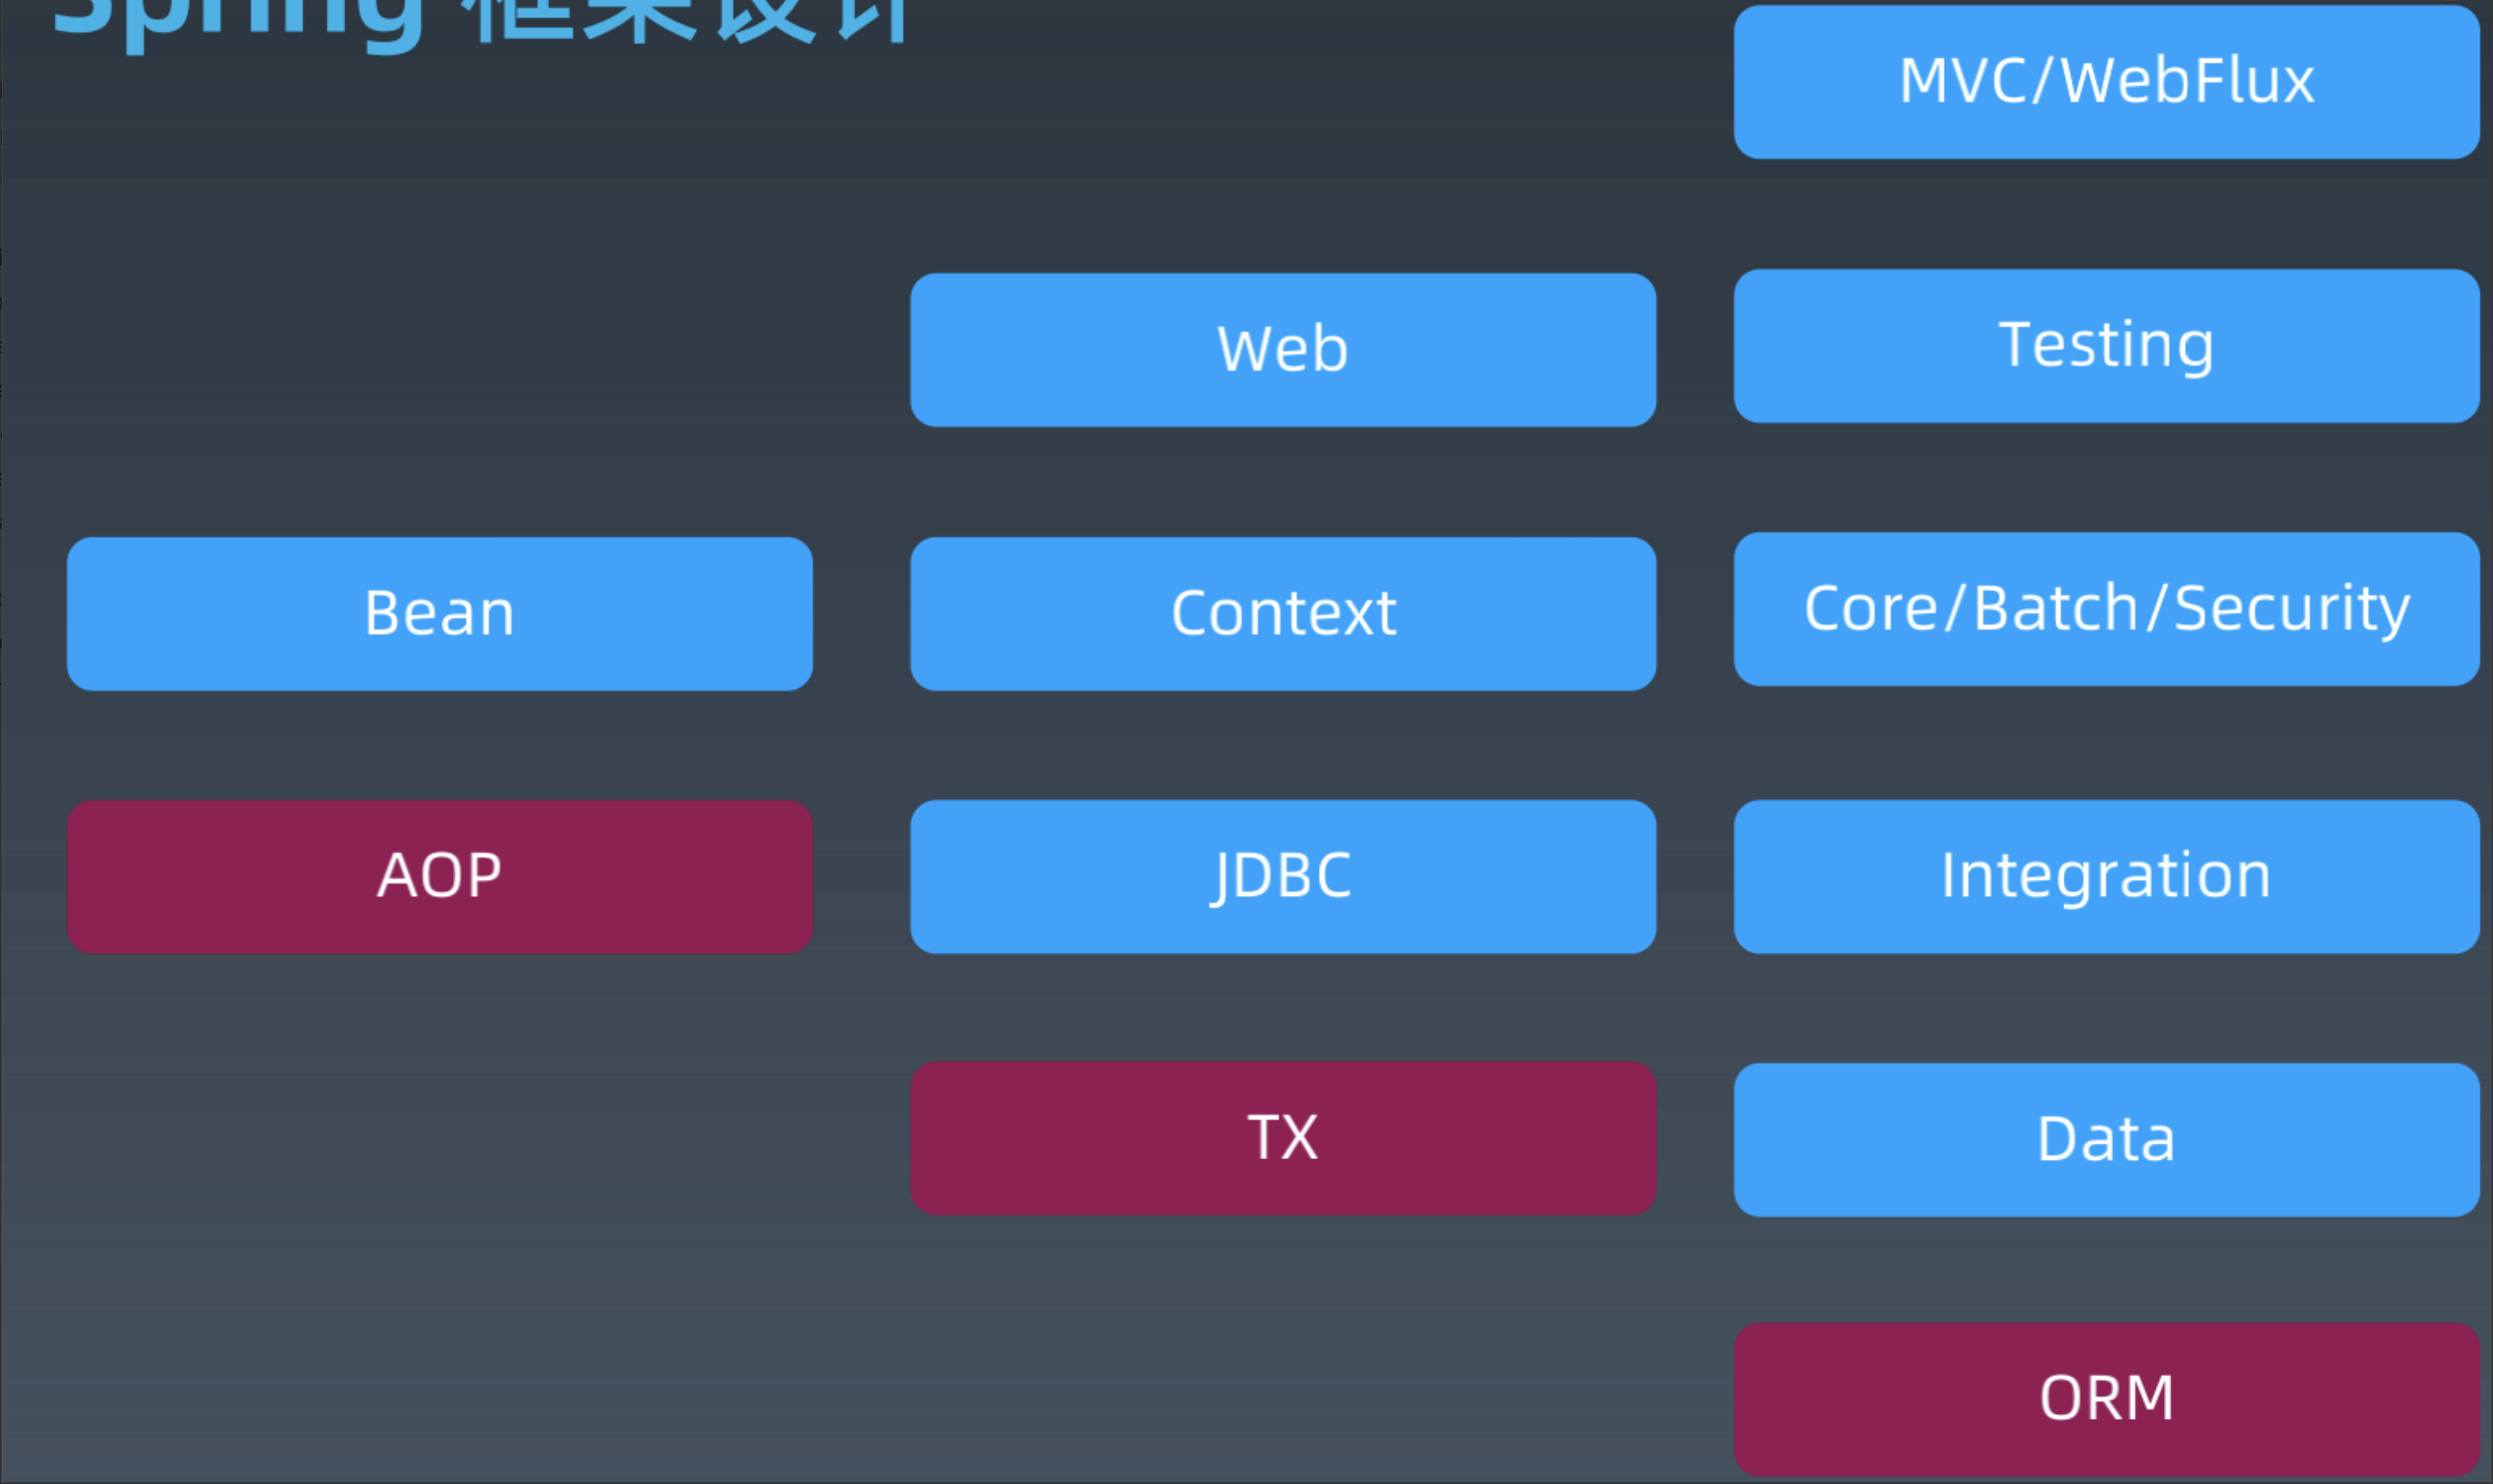 Spring 框架设计
MVC/WebFlux
Web
Testing
Bean
Context
Core/Batch/Security
AOP
JDBC
Integration
TX
Data
ORM